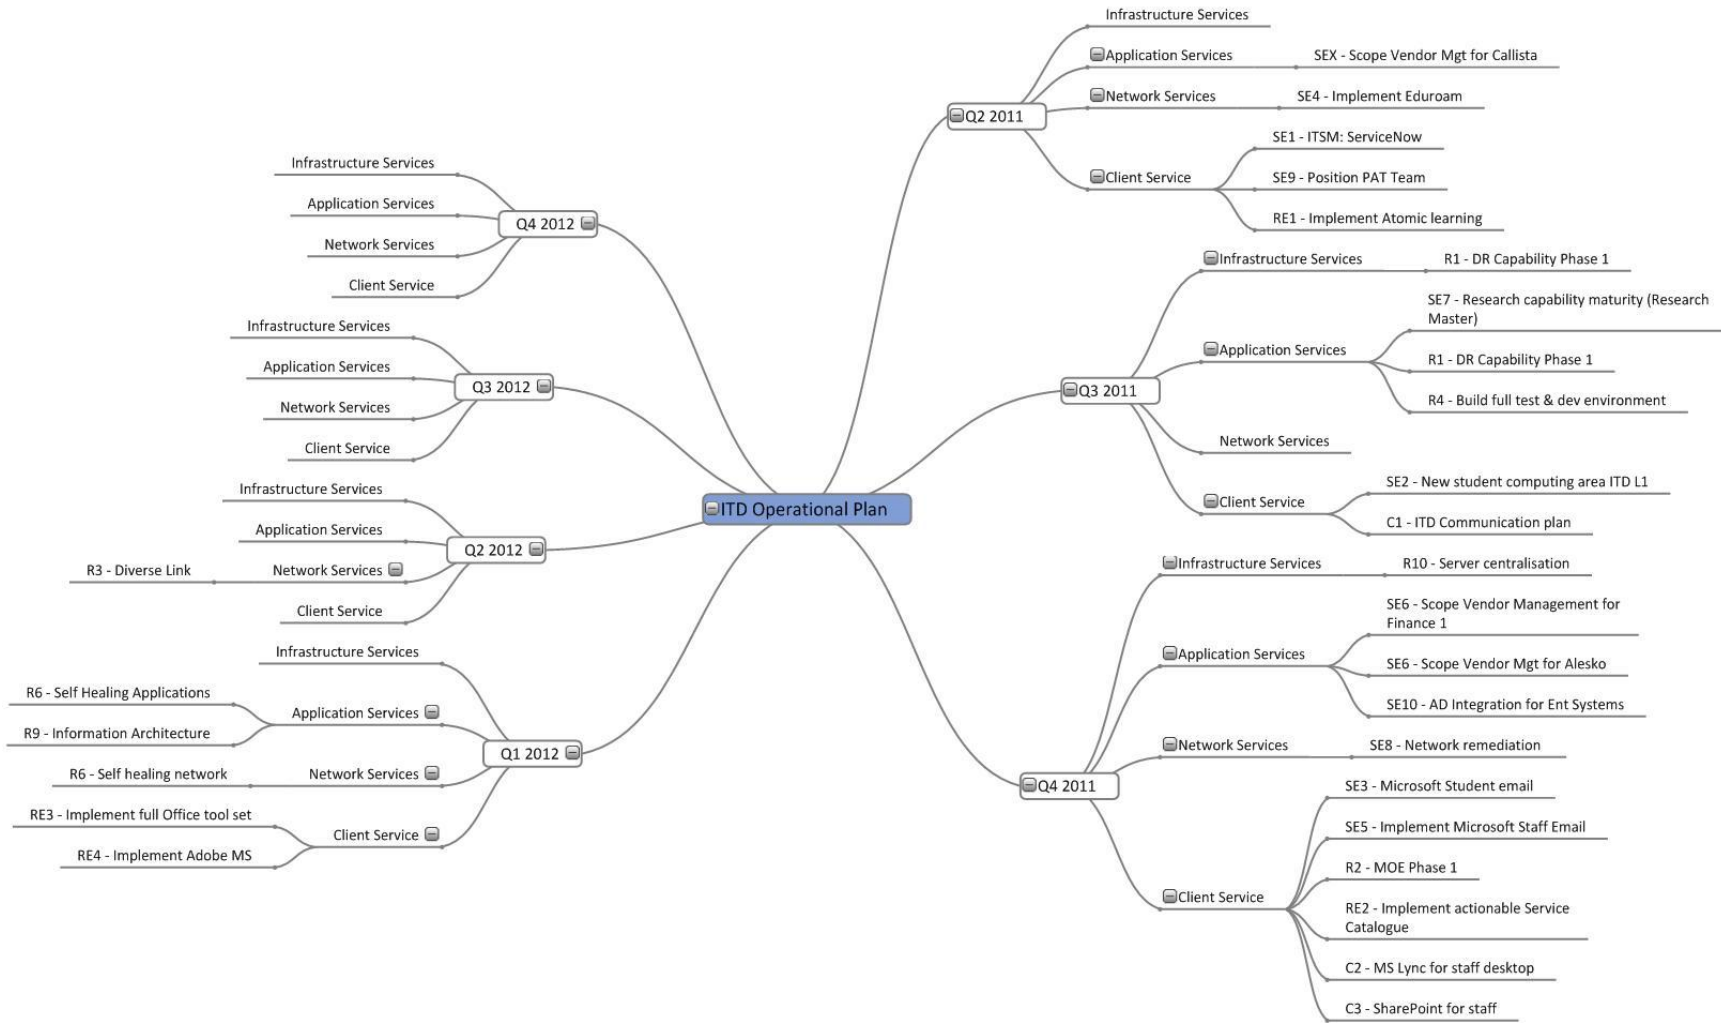 ITD Operational Plan
Q2 2011
Infrastructure Services
Application Services
SEX - Scope Vendor Mgt for Callista
Network Services
SE4 - Implement Eduroam
Client Service
SE1 - ITSM: ServiceNow
SE9 - Position PAT Team
RE1 - Implement Atomic learning
Q3 2011
Infrastructure Services
R1 - DR Capability Phase 1
Application Services
SE7 - Research capability maturity (Research
Master)
R1 - DR Capability Phase 1
R4 - Build full test & dev environment
Network Services
Client Service
SE2 - New student computing area ITD L1
C1 - ITD Communication plan
Q4 2011
Infrastructure Services
R10 - Server centralisation
Application Services
SE6 - Scope Vendor Management for
Finance 1
SE6 - Scope Vendor Mgt for Alesko
SE10 - AD Integration for Ent Systems
Network Services
SE8 - Network remediation
Client Service
SE3 - Microsoft Student email
SE5 - Implement Microsoft Staff Email
R2 - MOE Phase 1
RE2 - Implement actionable Service
Catalogue
C2 - MS Lync for staff desktop
C3 - SharePoint for staff
Q1 2012
Infrastructure Services
Application Services
R6 - Self Healing Applications
R9 - Information Architecture
Network Services
R6 - Self healing network
Client Service
RE3 - Implement full Office tool set
RE4 - Implement Adobe MS
Q2 2012
Infrastructure Services
Application Services
Network Services
R3 - Diverse Link
Client Service
Q3 2012
Infrastructure Services
Application Services
Network Services
Client Service
Q4 2012
Infrastructure Services
Application Services
Network Services
Client Service